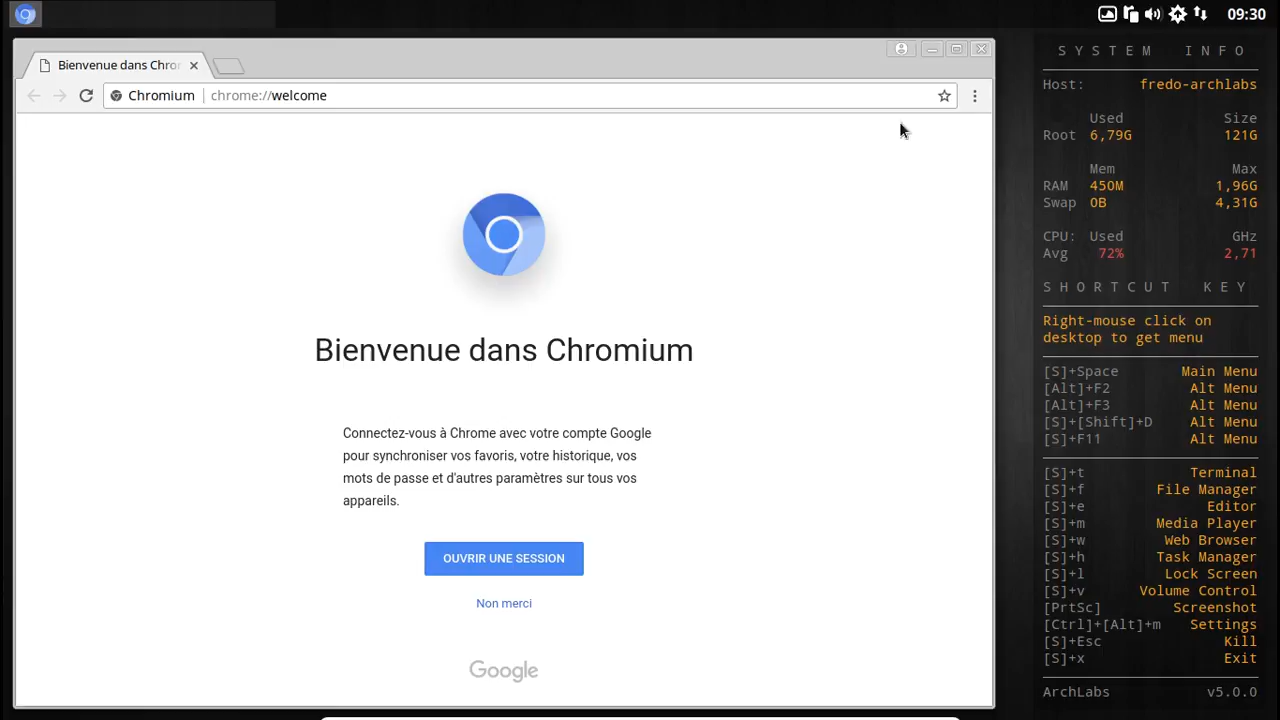 09:30
Bienvenue dans Chro
Chromium chrome://welcome
Bienvenue dans Chromium
Connectez-vous à Chrome avec votre compte Google
pour synchroniser vos favoris, votre historique, vos
mots de passe et d'autres paramètres sur tous vos
appareils.
OUVRIR UNE SESSION
Non merci
Google
SYSTEM INFO
Host: fredo-archlabs
Used Size
Root 6,79G 121G
Mem Max
RAM 450M 1,96G
Swap 0B 4,31G
CPU: Used GHz
Avg 72% 2,71
SHORTCUT KEY
Right-mouse click on
desktop to get menu
[S]+Space Main Menu
[Alt]+F2 Alt Menu
[Alt]+F3 Alt Menu
[S]+[Shift]+D Alt Menu
[S]+F11 Alt Menu
[S]+t Terminal
[S]+f File Manager
[S]+e Editor
[S]+m Media Player
[S]+w Web Browser
[S]+h Task Manager
[S]+l Lock Screen
[S]+v Volume Control
[PrtSc] Screenshot
[Ctrl]+[Alt]+m Settings
[S]+Esc Kill
[S]+x Exit
ArchLabs v5.0.0